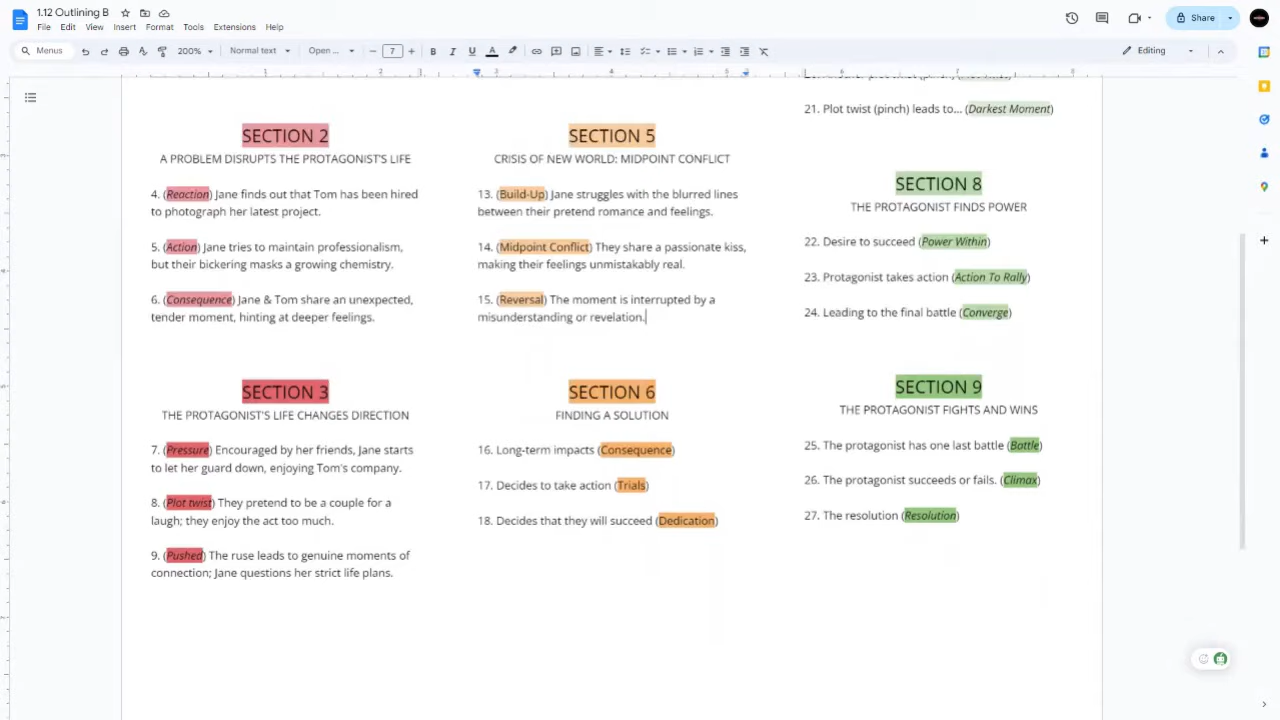 1.12 Outlining B
File Edit View Insert Format Tools Extensions Help
Share
Menus
200%
Normal text
Open ...
7
Editing
1 2 3 4 5 6 7 8
SECTION 2
A PROBLEM DISRUPTS THE PROTAGONIST'S LIFE
4. (Reaction) Jane finds out that Tom has been hired
to photograph her latest project.
5. (Action) Jane tries to maintain professionalism,
but their bickering masks a growing chemistry.
6. (Consequence) Jane & Tom share an unexpected,
tender moment, hinting at deeper feelings.
SECTION 3
THE PROTAGONIST'S LIFE CHANGES DIRECTION
7. (Pressure) Encouraged by her friends, Jane starts
to let her guard down, enjoying Tom's company.
8. (Plot twist) They pretend to be a couple for a
laugh; they enjoy the act too much.
9. (Pushed) The ruse leads to genuine moments of
connection; Jane questions her strict life plans.
SECTION 5
CRISIS OF NEW WORLD: MIDPOINT CONFLICT
13. (Build-Up) Jane struggles with the blurred lines
between their pretend romance and feelings.
14. (Midpoint Conflict) They share a passionate kiss,
making their feelings unmistakably real.
15. (Reversal) The moment is interrupted by a
misunderstanding or revelation.
SECTION 6
FINDING A SOLUTION
16. Long-term impacts (Consequence)
17. Decides to take action (Trials)
18. Decides that they will succeed (Dedication)
21. Plot twist (pinch) leads to... (Darkest Moment)
SECTION 8
THE PROTAGONIST FINDS POWER
22. Desire to succeed (Power Within)
23. Protagonist takes action (Action To Rally)
24. Leading to the final battle (Converge)
SECTION 9
THE PROTAGONIST FIGHTS AND WINS
25. The protagonist has one last battle (Battle)
26. The protagonist succeeds or fails. (Climax)
27. The resolution (Resolution)